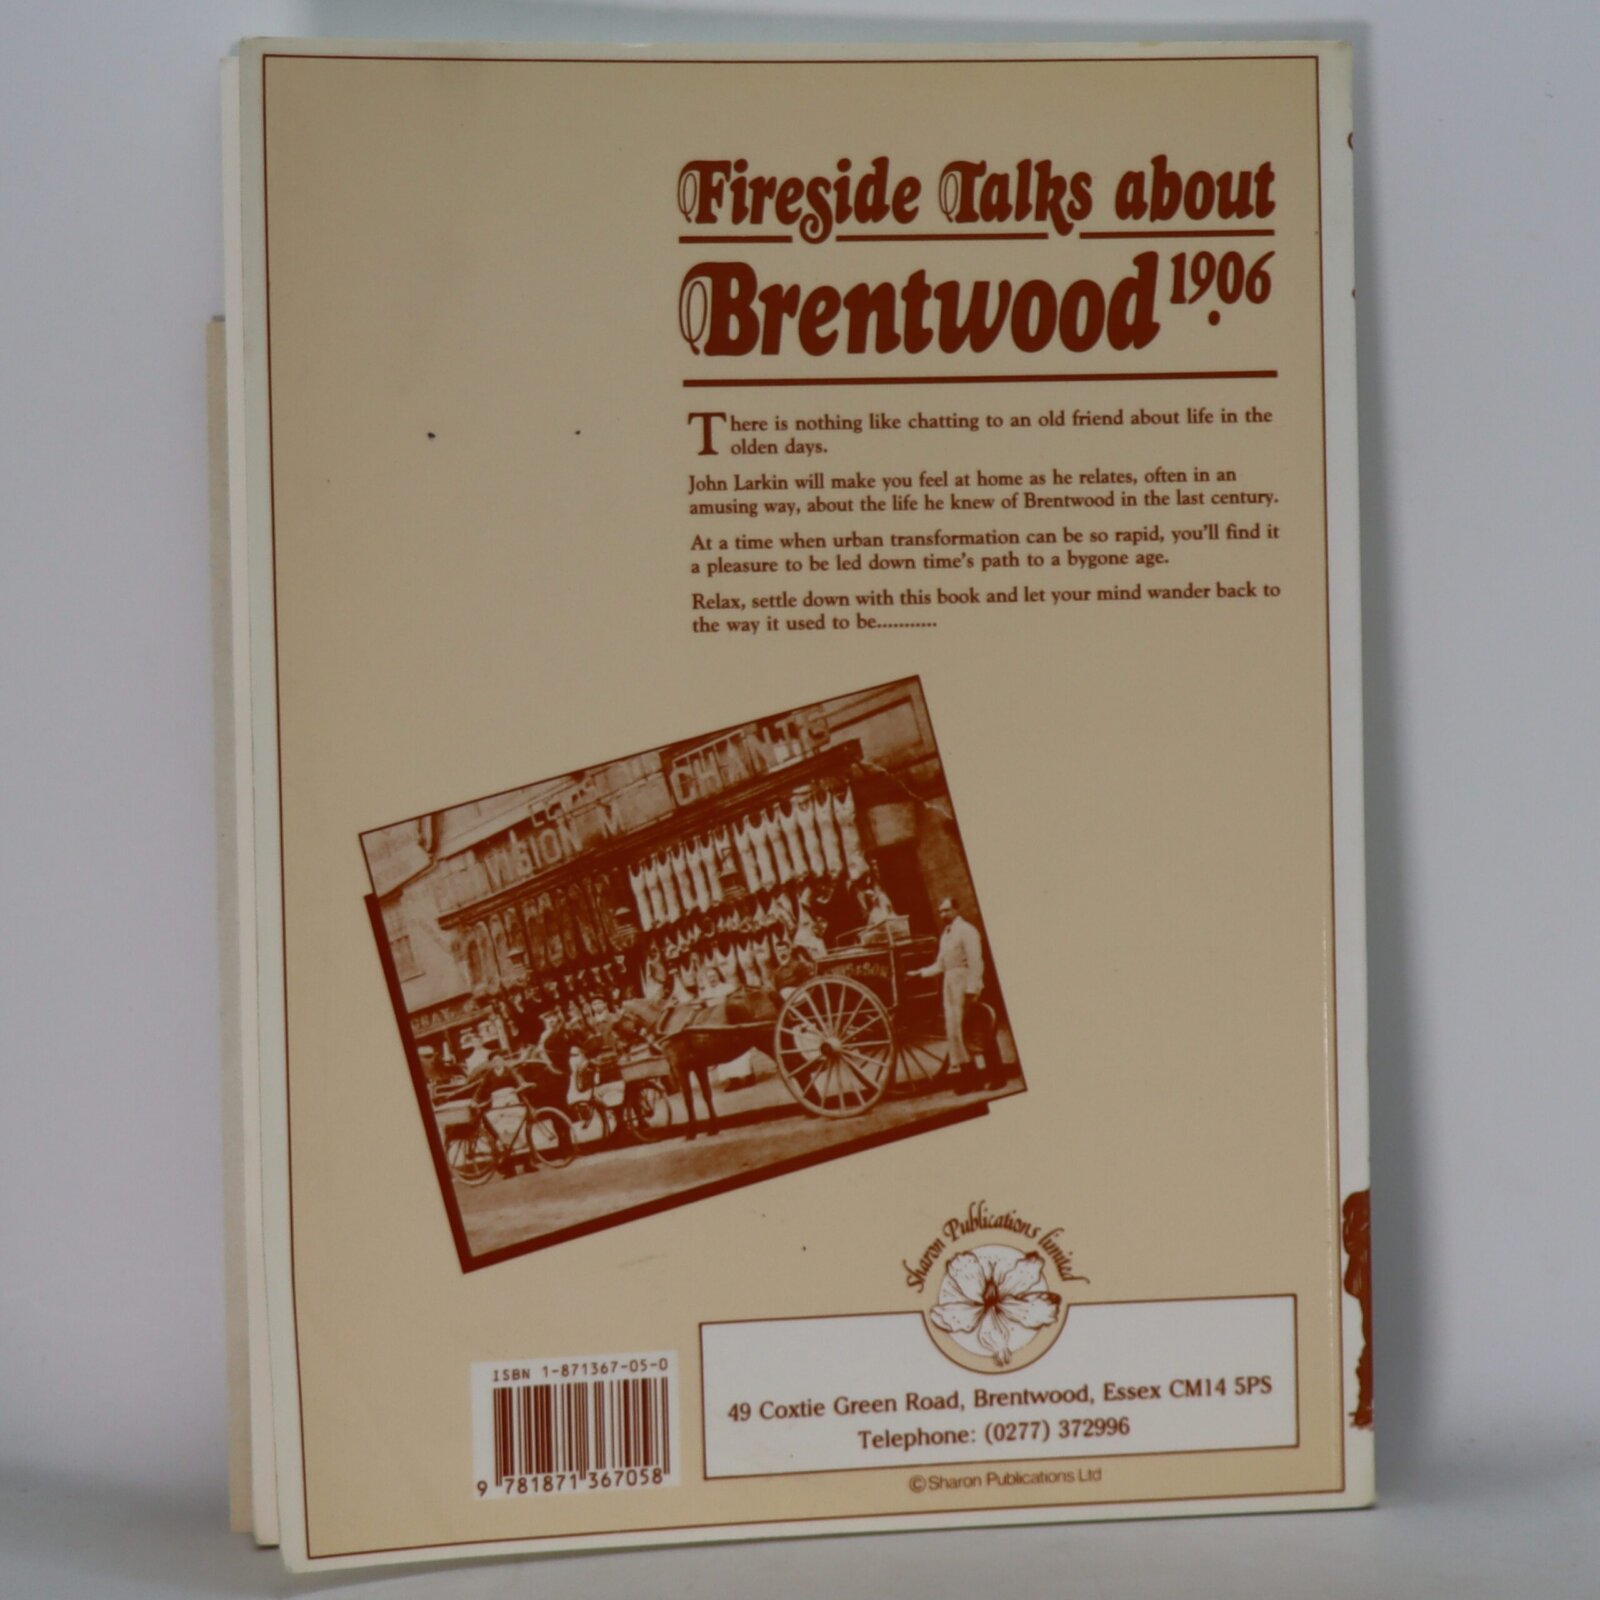 Fireside Talks about
Brentwood 1906
There is nothing like chatting to an old friend about life in the
olden days.
John Larkin will make you feel at home as he relates, often in an
amusing way, about the life he knew of Brentwood in the last century.
At a time when urban transformation can be so rapid, you'll find it
a pleasure to be led down time's path to a bygone age.
Relax, settle down with this book and let your mind wander back to
the way it used to be...........
CHANTS
Sharon Publications limited
ISBN 1-871367-05-0
49 Coxtie Green Road, Brentwood, Essex CM14 5PS
Telephone: (0277) 372996
9 781871 367058
© Sharon Publications Ltd